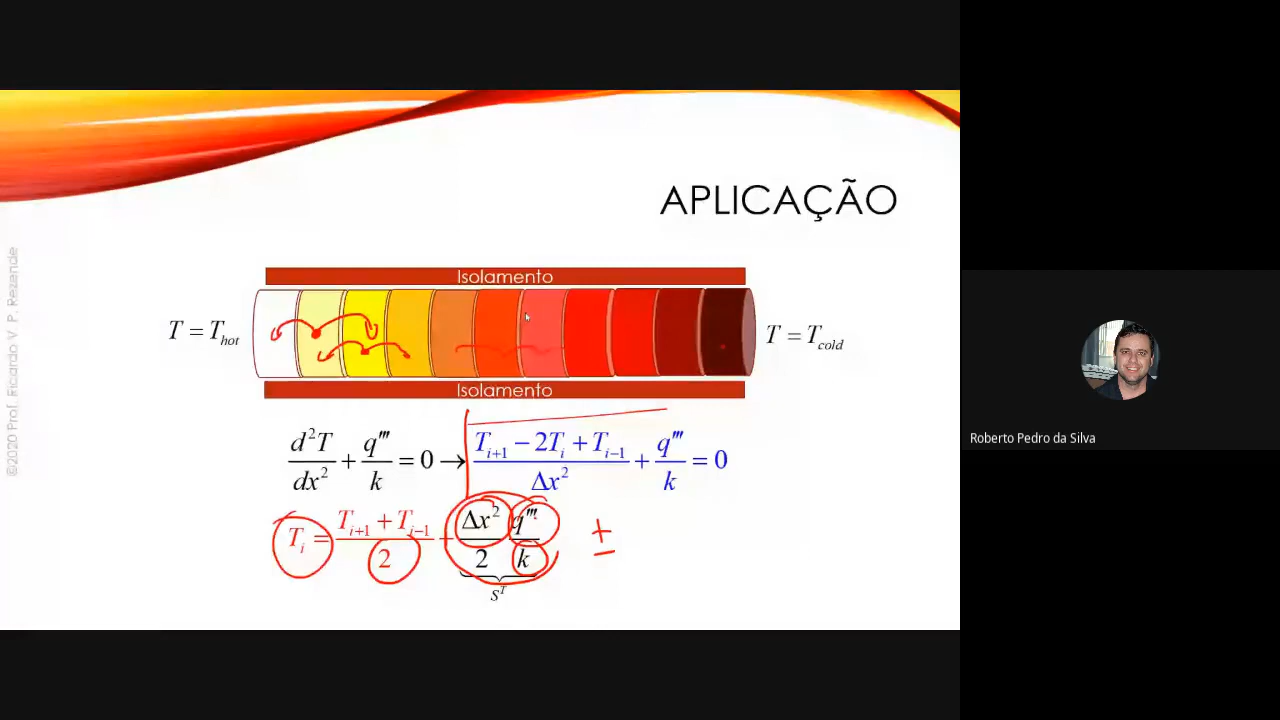 APLICAÇÃO
Isolamento
T = T_hot
T = T_cold
Isolamento
d²T/dx² + q'''/k = 0 → (T_{i+1} − 2T_i + T_{i−1})/Δx² + q'''/k = 0
T_i = (T_{i+1} + T_{i−1})/2 + Δx²/2 q'''/k ±
s^T
©2020 Prof. Ricardo V. P. Rezende
Roberto Pedro da Silva